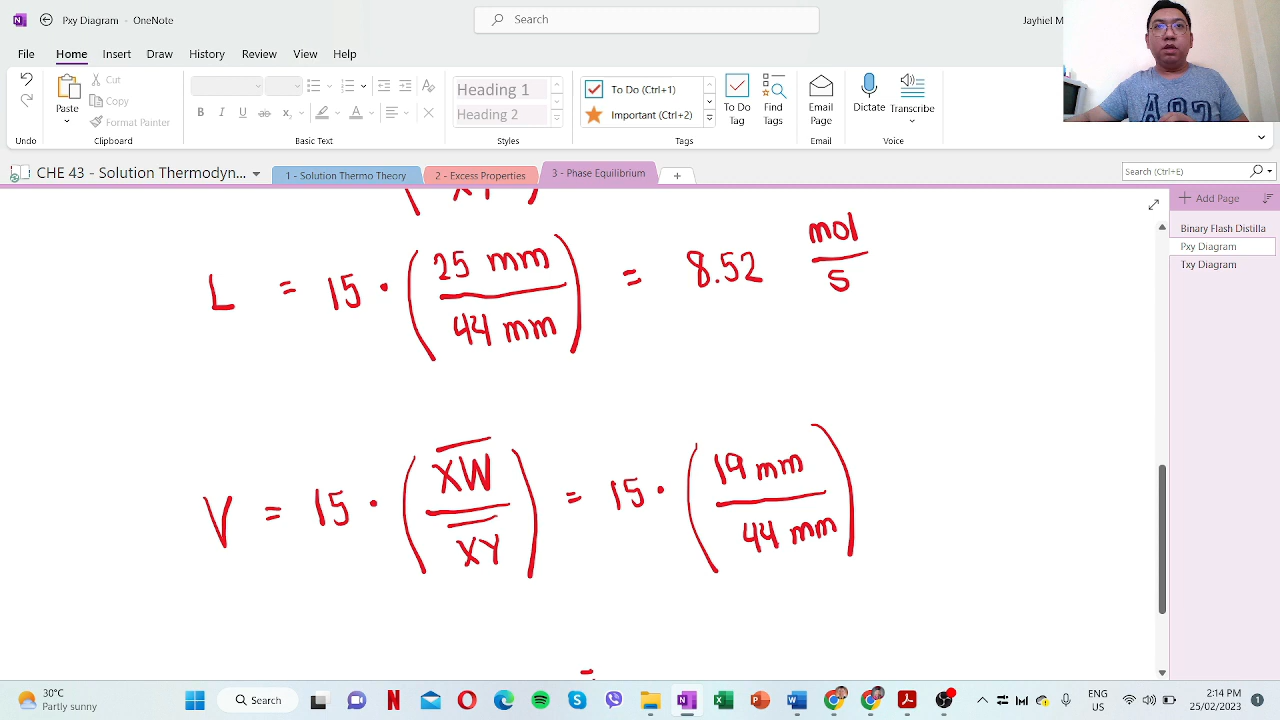 Pxy Diagram - OneNote
Search
Jayhiel M
File Home Insert Draw History Review View Help
Undo
Paste
Cut
Copy
Format Painter
Clipboard
B I U ab x A
Basic Text
Heading 1
Heading 2
Styles
To Do (Ctrl+1)
Important (Ctrl+2)
To Do Tag
Find Tags
Tags
Email Page
Email
Dictate
Transcribe
Voice
CHE 43 - Solution Thermodyn...
1 - Solution Thermo Theory
2 - Excess Properties
3 - Phase Equilibrium
+
Search (Ctrl+E)
Add Page
Binary Flash Distilla
Pxy Diagram
Txy Diagram
L = 15 · (25 mm / 44 mm) = 8.52 mol / s
V = 15 · (XW / XY) = 15 · (19 mm / 44 mm)
=
30°C
Partly sunny
Search
ENG
US
2:14 PM
25/02/2023
1